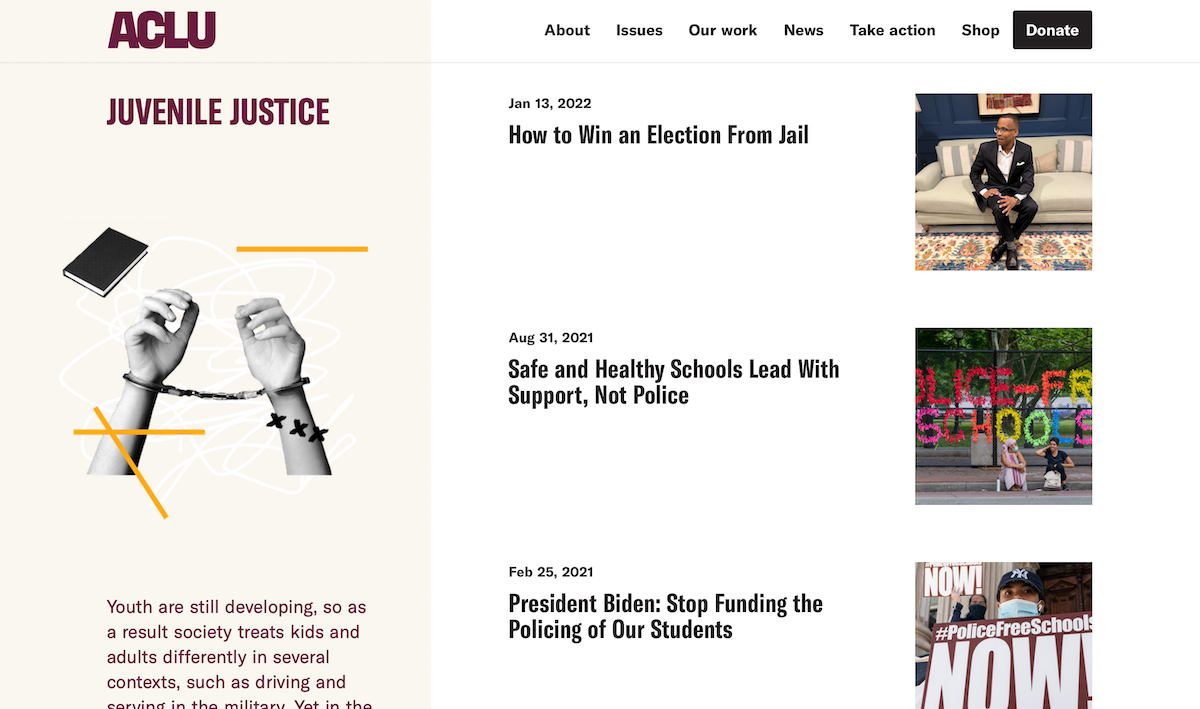 ACLU
About Issues Our work News Take action Shop Donate
JUVENILE JUSTICE
Youth are still developing, so as
a result society treats kids and
adults differently in several
contexts, such as driving and
serving in the military. Yet in the
Jan 13, 2022
How to Win an Election From Jail
Aug 31, 2021
Safe and Healthy Schools Lead With
Support, Not Police
OLICE-FR
SCHOOLS
Feb 25, 2021
President Biden: Stop Funding the
Policing of Our Students
NOW!
#PoliceFreeSchools
NOW!